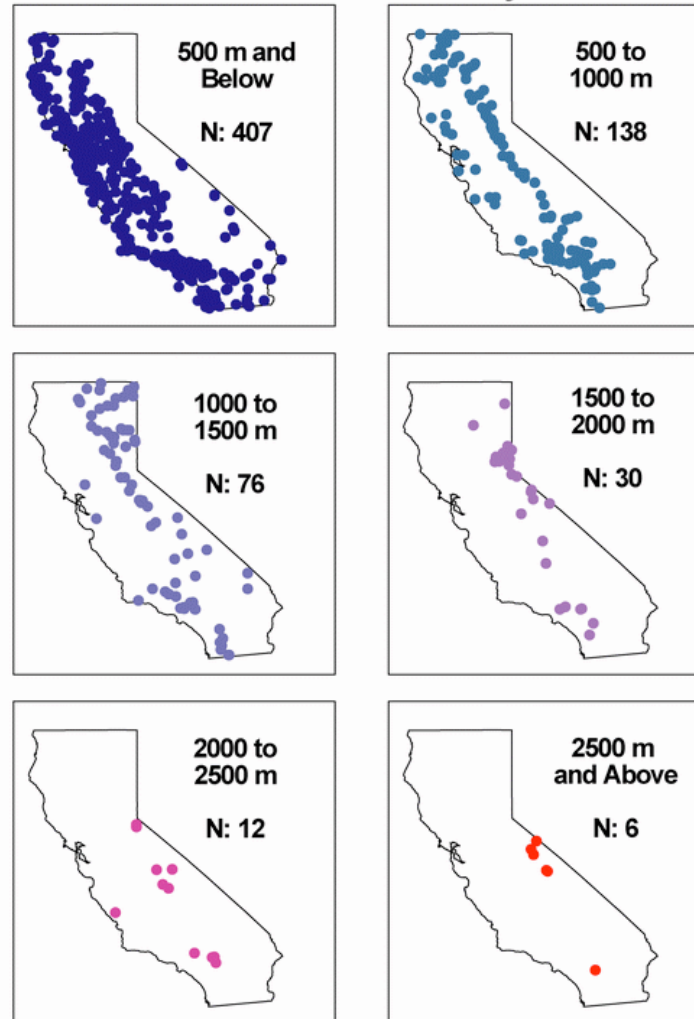 500 m and
Below
N: 407
500 to
1000 m
N: 138
1000 to
1500 m
N: 76
1500 to
2000 m
N: 30
2000 to
2500 m
N: 12
2500 m
and Above
N: 6